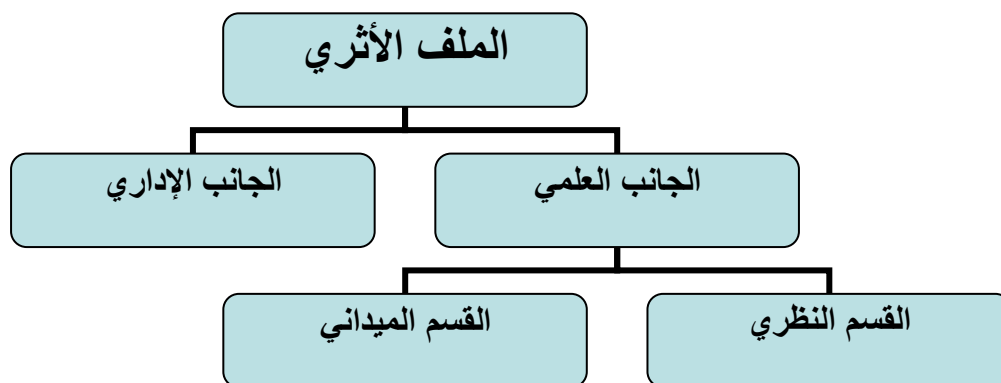 الملف الأثري
الجانب العلمي
الجانب الإداري
القسم النظري
القسم الميداني